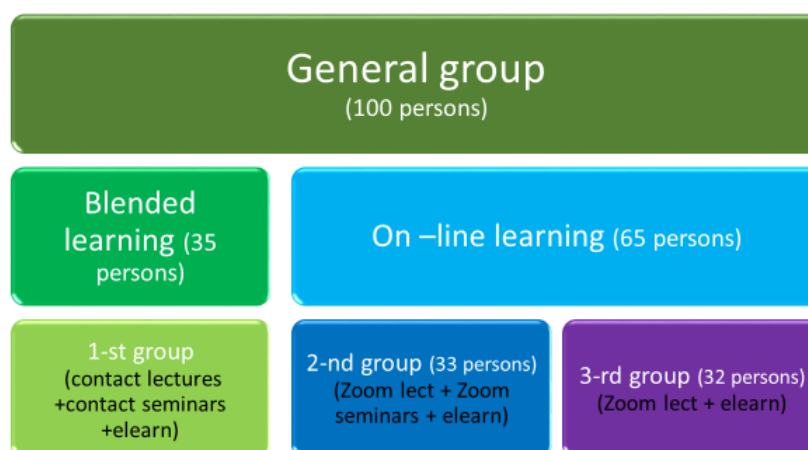 General group
(100 persons)
Blended
learning (35
persons)
On –line learning (65 persons)
1-st group
(contact lectures
+contact seminars
+elearn)
2-nd group (33 persons)
(Zoom lect + Zoom
seminars + elearn)
3-rd group (32 persons)
(Zoom lect + elearn)